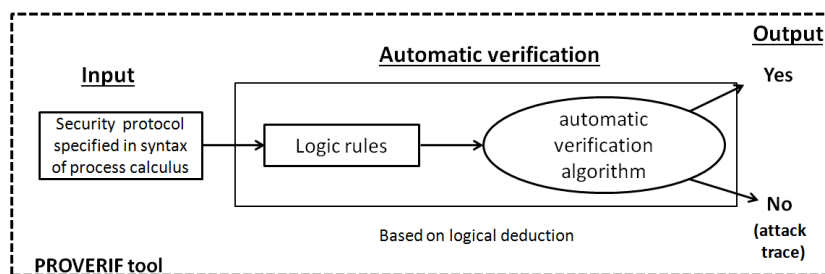 Output
Automatic verification
Input
Yes
Security protocol
specified in syntax
of process calculus
Logic rules
automatic
verification
algorithm
No
(attack
trace)
Based on logical deduction
PROVERIF tool